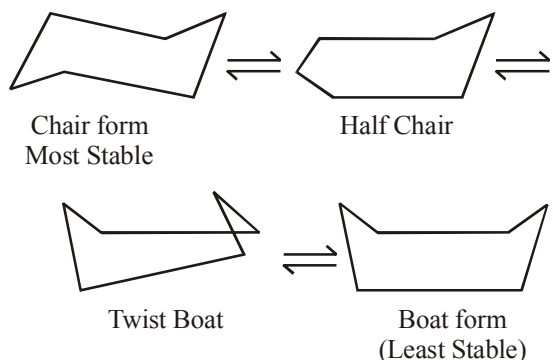 Chair form
Most Stable
Half Chair
Twist Boat
Boat form
(Least Stable)